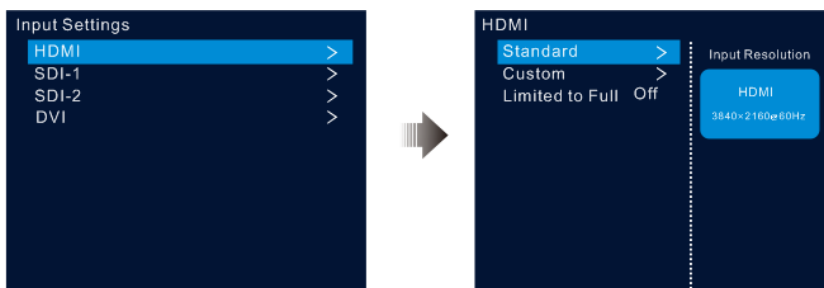 Input Settings
HDMI >
SDI-1 >
SDI-2 >
DVI >
HDMI
Standard >
Custom >
Limited to Full Off
Input Resolution
HDMI
3840×2160@60Hz